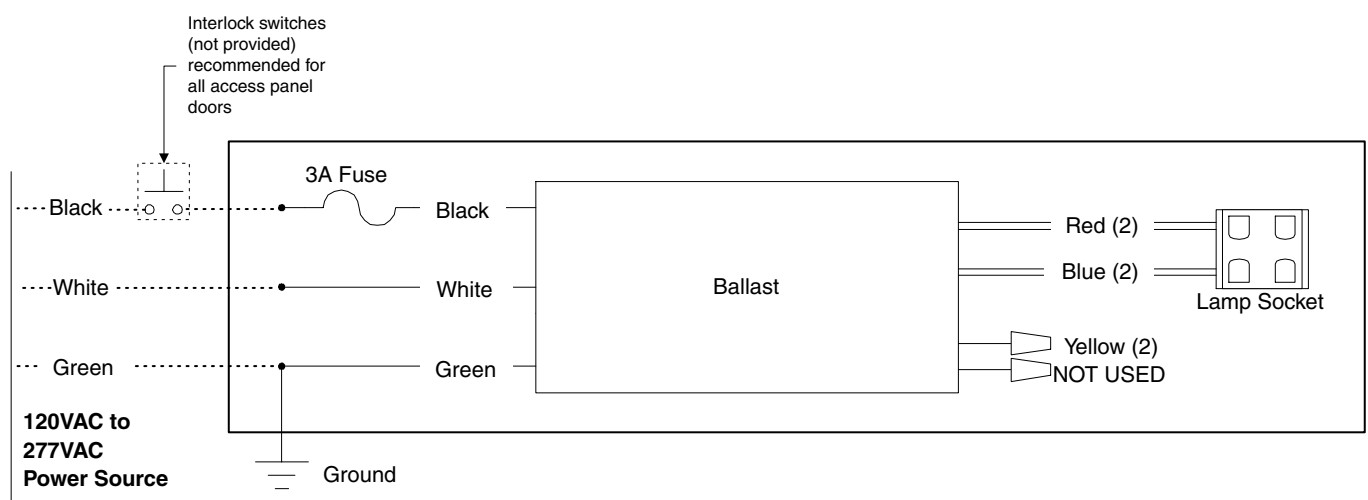 Interlock switches
(not provided)
recommended for
all access panel
doors
3A Fuse
Black
Black
Red (2)
Blue (2)
White
White
Ballast
Lamp Socket
Yellow (2)
NOT USED
Green
Green
120VAC to
277VAC
Power Source
Ground